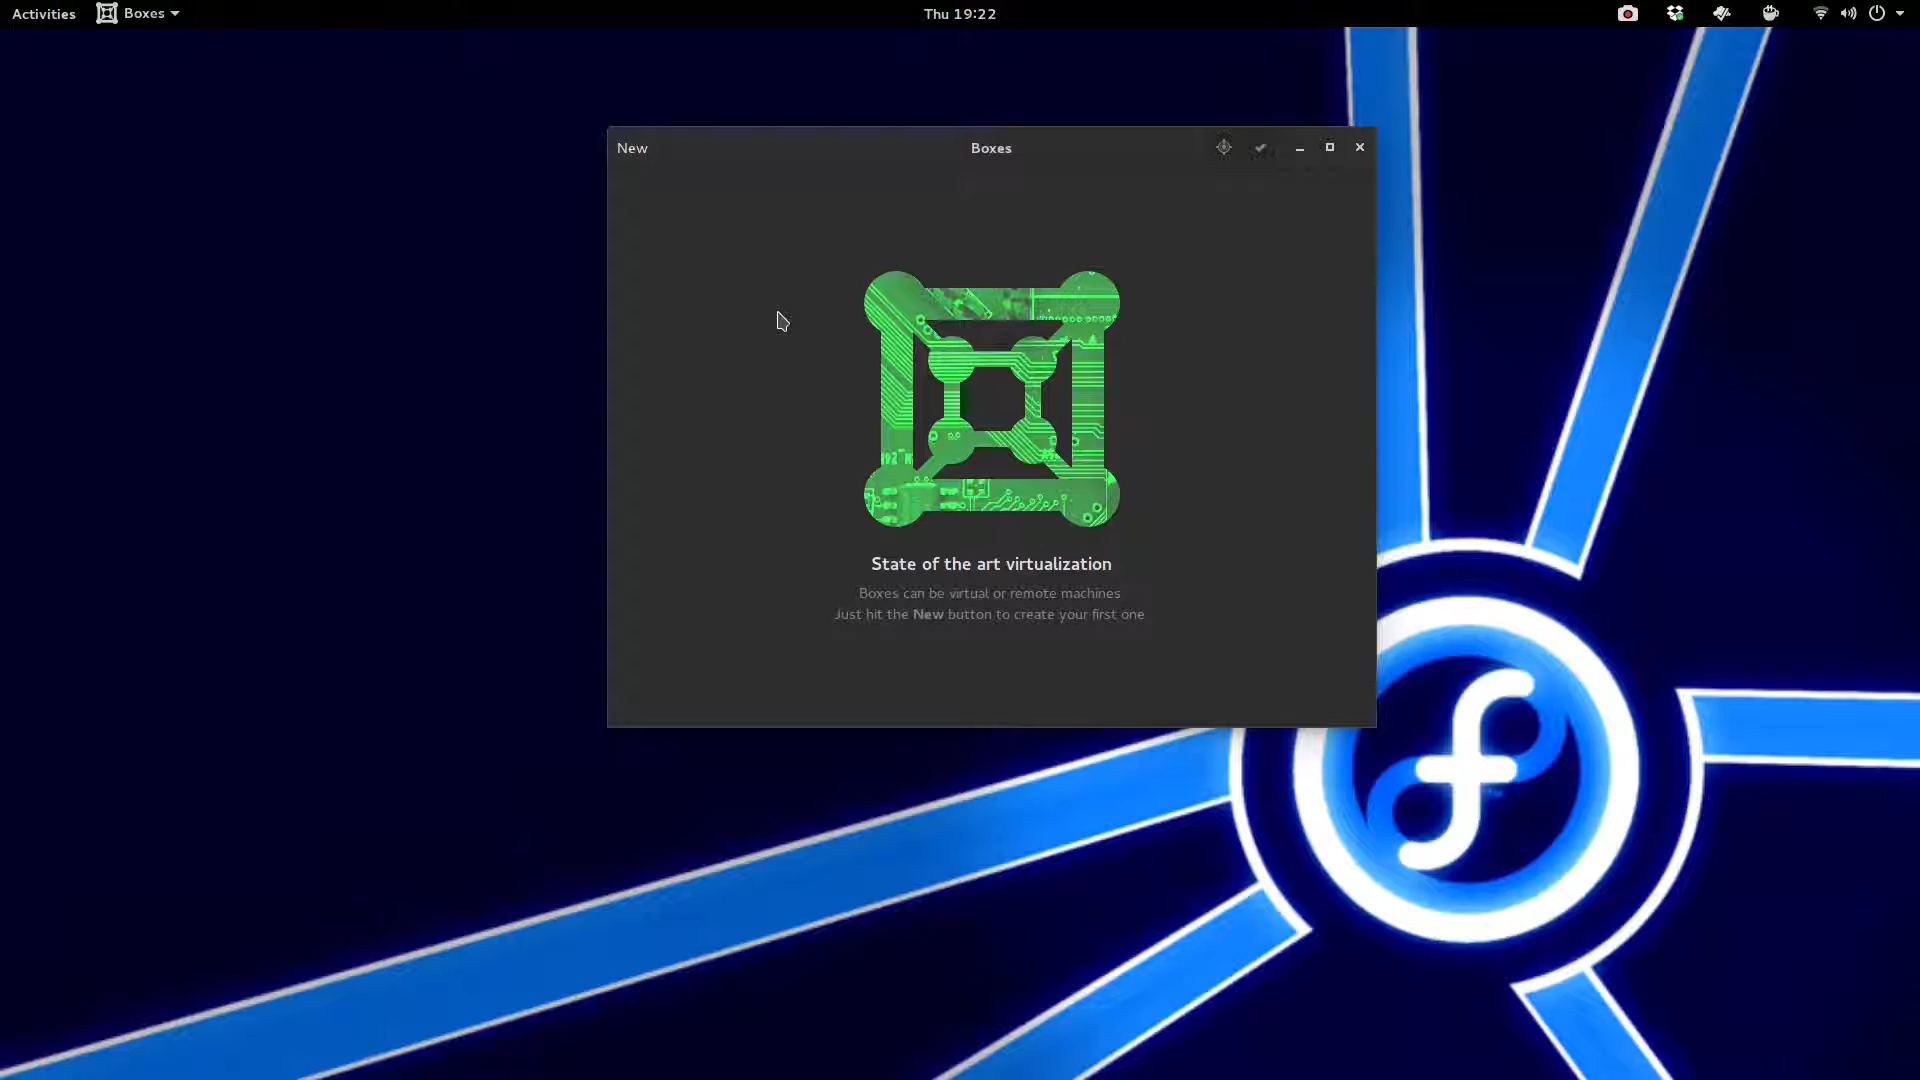 Activities Boxes Thu 19:22
New Boxes
State of the art virtualization
Boxes can be virtual or remote machines
Just hit the New button to create your first one